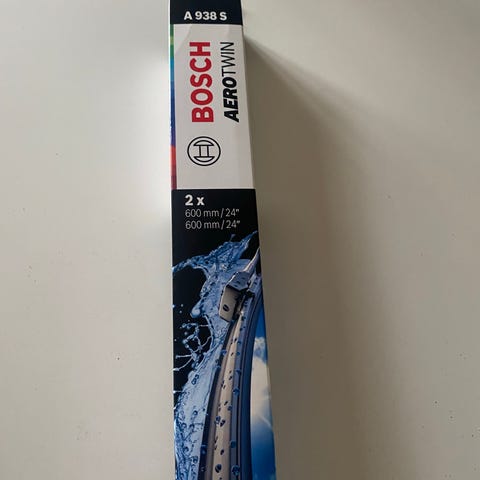 A 938 S
BOSCH
AEROTWIN
2 x
600 mm / 24"
600 mm / 24"